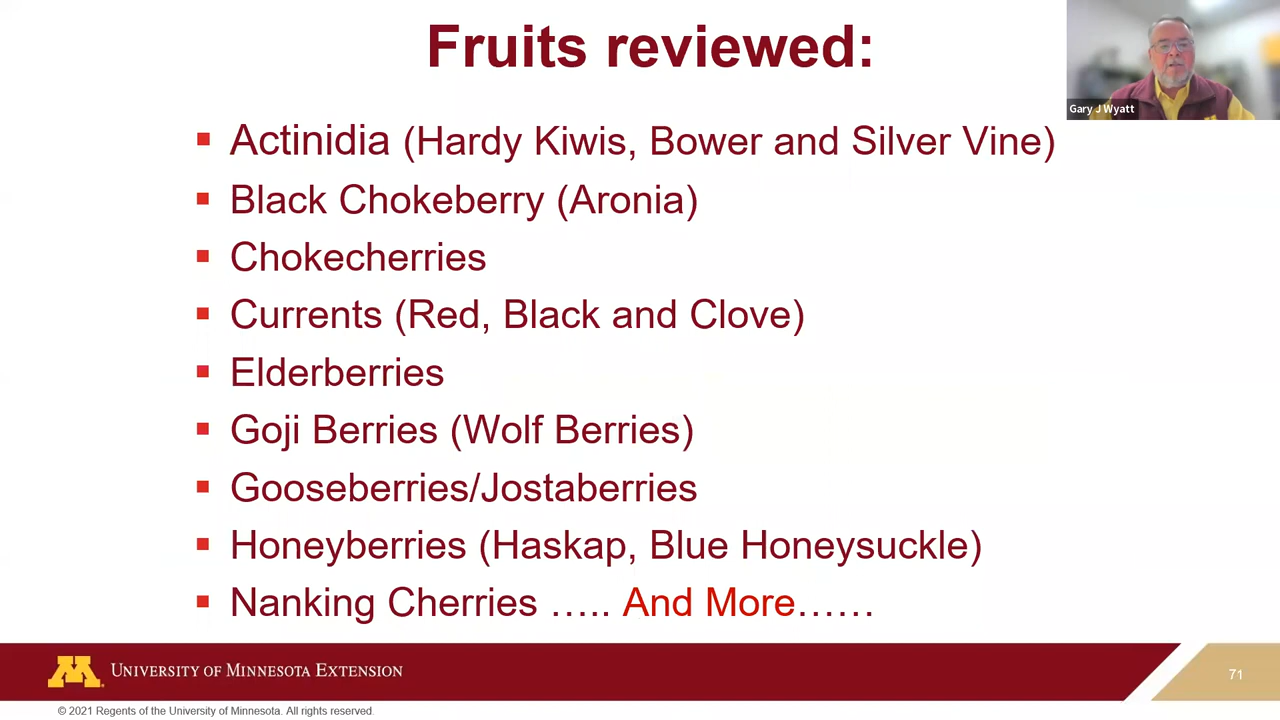 Fruits reviewed:
Gary J Wyatt
▪ Actinidia (Hardy Kiwis, Bower and Silver Vine)
▪ Black Chokeberry (Aronia)
▪ Chokecherries
▪ Currents (Red, Black and Clove)
▪ Elderberries
▪ Goji Berries (Wolf Berries)
▪ Gooseberries/Jostaberries
▪ Honeyberries (Haskap, Blue Honeysuckle)
▪ Nanking Cherries ….. And More……
M UNIVERSITY OF MINNESOTA EXTENSION
71
© 2021 Regents of the University of Minnesota. All rights reserved.